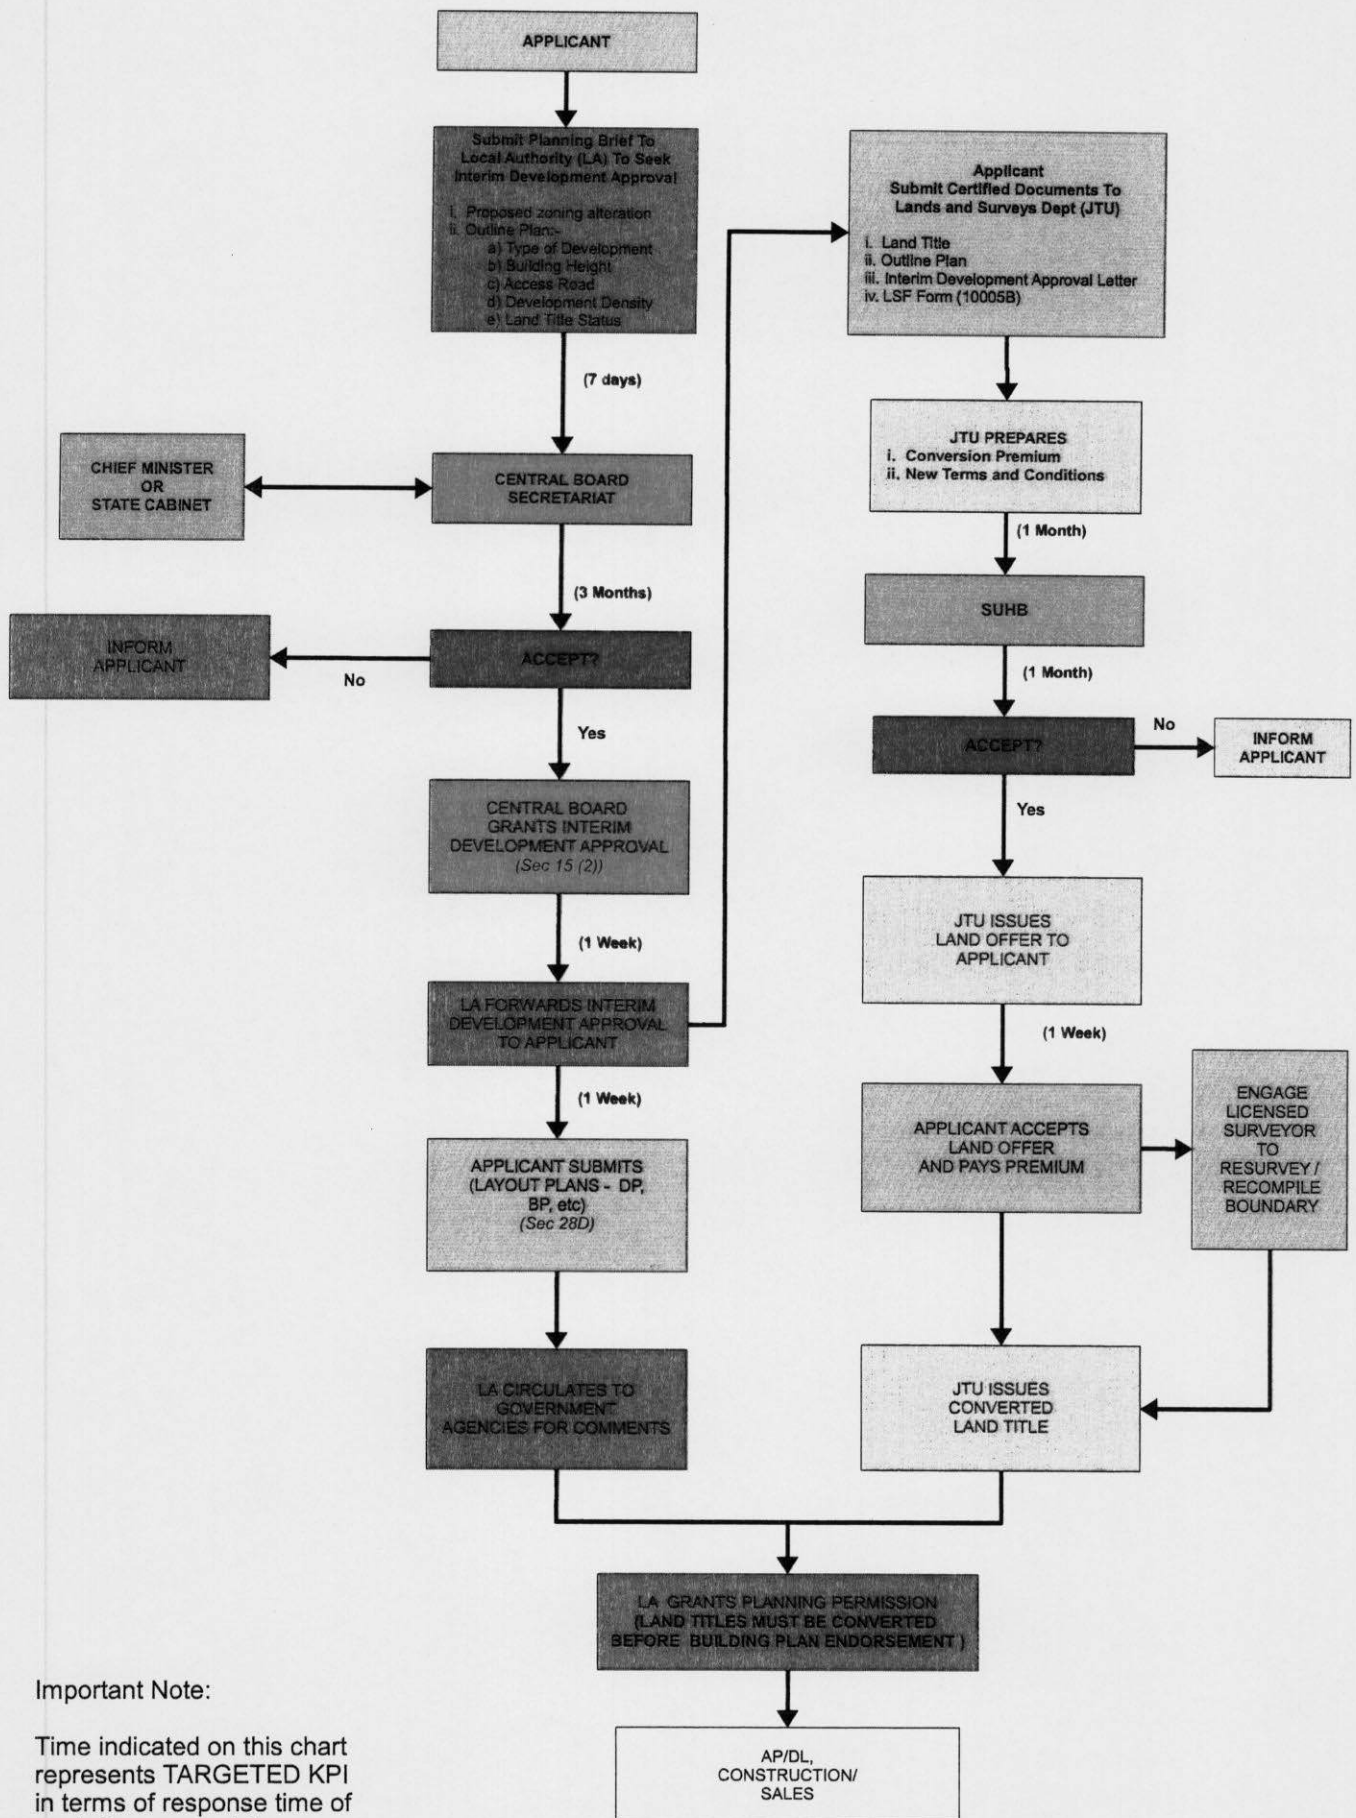 APPLICANT
Submit Planning Brief To
Local Authority (LA) To Seek
Interim Development Approval
i. Proposed zoning alteration
ii. Outline Plan:-
a) Type of Development
b) Building Height
c) Access Road
d) Development Density
e) Land Title Status
(7 days)
CHIEF MINISTER
OR
STATE CABINET
CENTRAL BOARD
SECRETARIAT
(3 Months)
INFORM
APPLICANT
No
ACCEPT?
Yes
CENTRAL BOARD
GRANTS INTERIM
DEVELOPMENT APPROVAL
(Sec 15 (2))
(1 Week)
LA FORWARDS INTERIM
DEVELOPMENT APPROVAL
TO APPLICANT
(1 Week)
APPLICANT SUBMITS
(LAYOUT PLANS - DP,
BP, etc)
(Sec 28D)
LA CIRCULATES TO
GOVERNMENT
AGENCIES FOR COMMENTS
Applicant
Submit Certified Documents To
Lands and Surveys Dept (JTU)
i. Land Title
ii. Outline Plan
iii. Interim Development Approval Letter
iv. LSF Form (10005B)
JTU PREPARES
i. Conversion Premium
ii. New Terms and Conditions
(1 Month)
SUHB
(1 Month)
ACCEPT?
No
INFORM
APPLICANT
Yes
JTU ISSUES
LAND OFFER TO
APPLICANT
(1 Week)
APPLICANT ACCEPTS
LAND OFFER
AND PAYS PREMIUM
ENGAGE
LICENSED
SURVEYOR
TO
RESURVEY /
RECOMPILE
BOUNDARY
JTU ISSUES
CONVERTED
LAND TITLE
LA GRANTS PLANNING PERMISSION
(LAND TITLES MUST BE CONVERTED
BEFORE BUILDING PLAN ENDORSEMENT )
AP/DL,
CONSTRUCTION/
SALES
Important Note:
Time indicated on this chart
represents TARGETED KPI
in terms of response time of